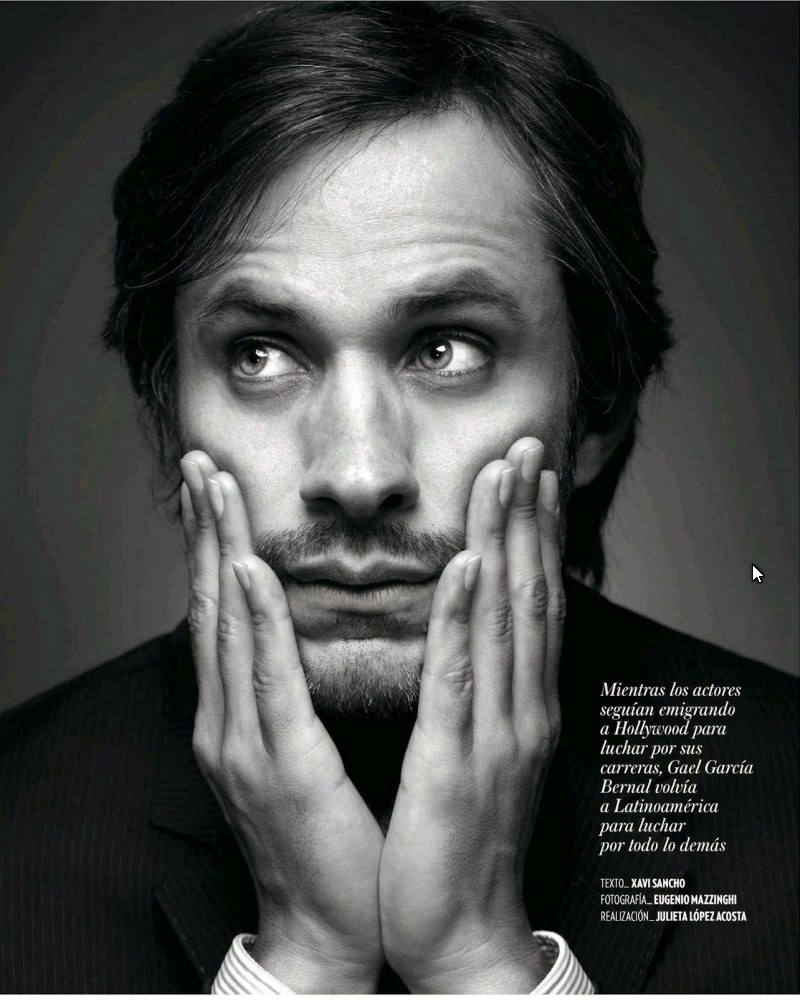 Mientras los actores
seguían emigrando
a Hollywood para
luchar por sus
carreras, Gael García
Bernal volvía
a Latinoamérica
para luchar
por todo lo demás
TEXTO_ XAVI SANCHO
FOTOGRAFÍA_ EUGENIO MAZZINGHI
REALIZACIÓN_ JULIETA LÓPEZ ACOSTA